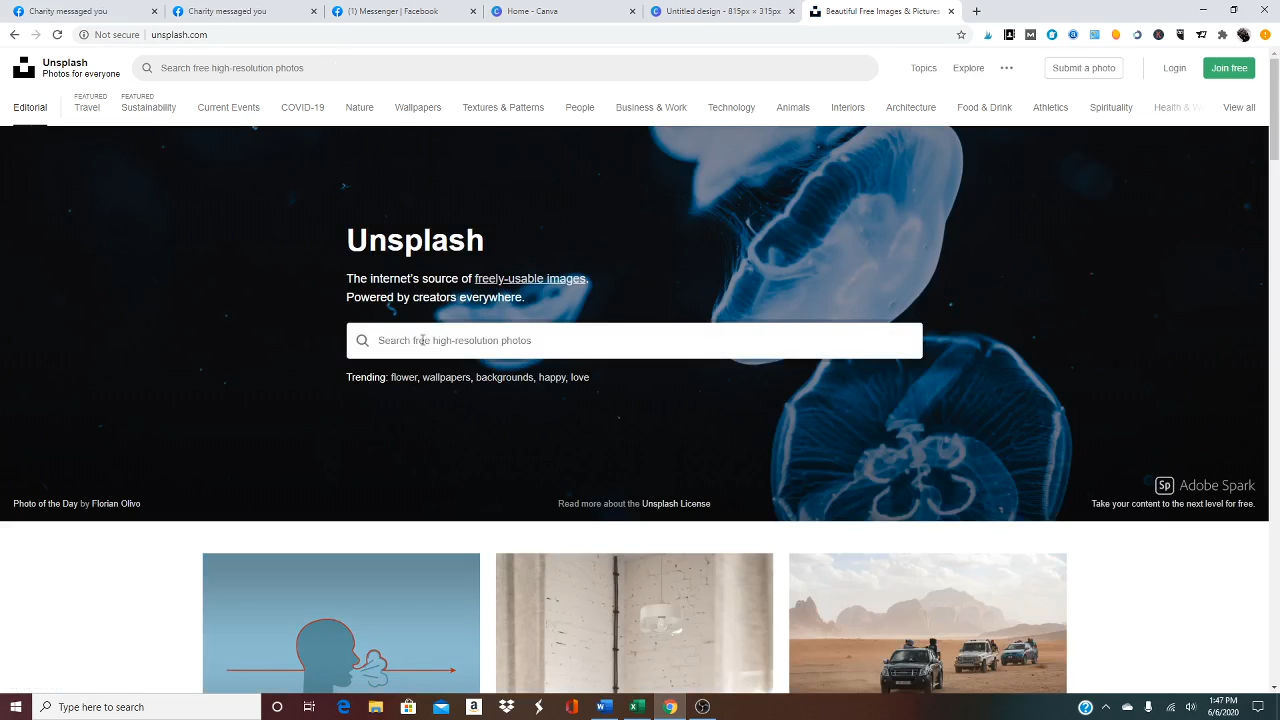 Charity messaged you
Charity messaged you
(1) Messenger | Facebook
Home - Canva
Untitled design - 815px × 315px
Beautiful Free Images & Pictures
Not secure | unsplash.com
Unsplash
Photos for everyone
Search free high-resolution photos
Topics
Explore
Submit a photo
Login
Join free
Editorial
FEATURED
Travel
FEATURED
Sustainability
Current Events
COVID-19
Nature
Wallpapers
Textures & Patterns
People
Business & Work
Technology
Animals
Interiors
Architecture
Food & Drink
Athletics
Spirituality
Health &
View all
Unsplash
The internet's source of freely-usable images.
Powered by creators everywhere.
Search free high-resolution photos
Trending: flower, wallpapers, backgrounds, happy, love
Photo of the Day by Florian Olivo
Read more about the Unsplash License
Sp Adobe Spark
Take your content to the next level for free.
Type here to search
1:47 PM
6/6/2020